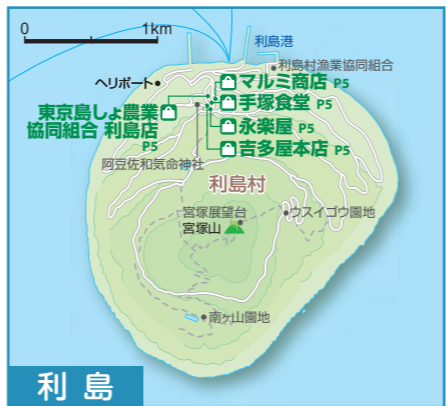 0 1km
利島港
利島村漁業協同組合
ヘリポート
マルミ商店 P5
手塚食堂 P5
永楽屋 P5
吉多屋本店 P5
東京島しょ農業
協同組合 利島店
P5
阿豆佐和気命神社
利島村
宮塚展望台
宮塚山
ウスイゴウ園地
南ヶ山園地
利島